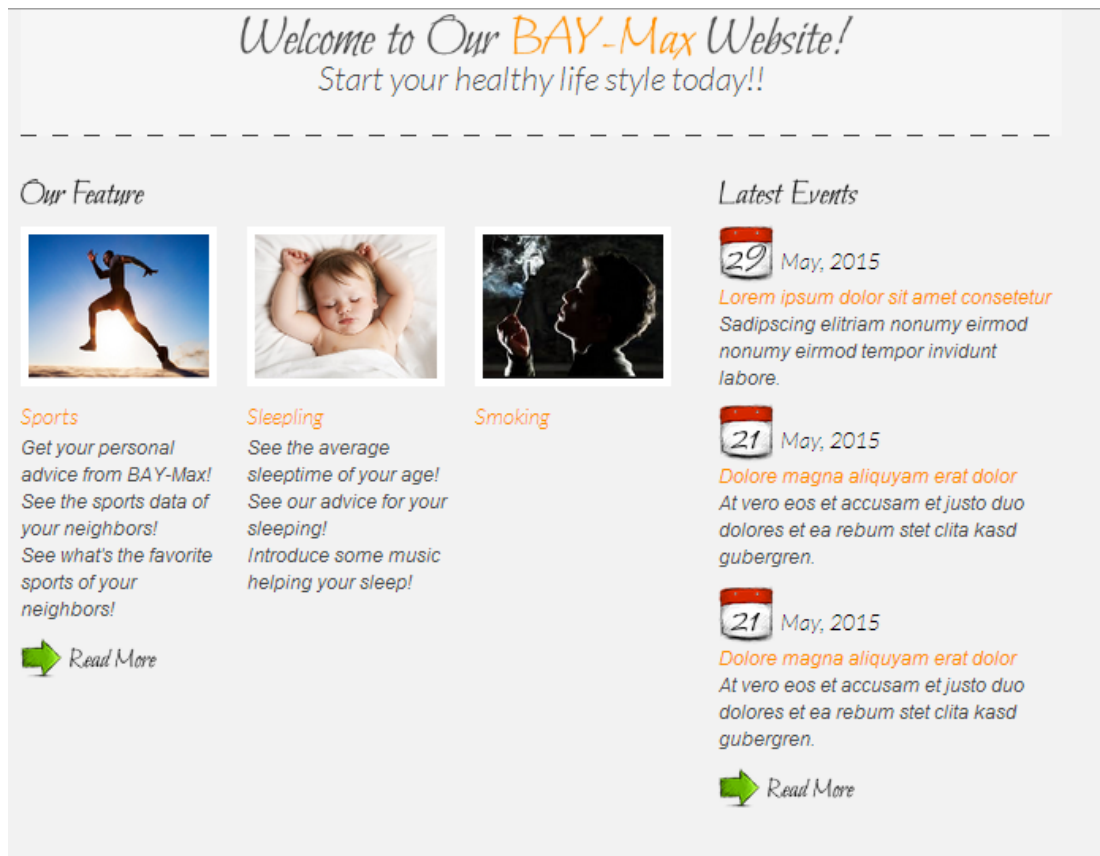 Welcome to Our BAY-Max Website!
Start your healthy life style today!!
Our Feature
Sports
Get your personal
advice from BAY-Max!
See the sports data of
your neighbors!
See what's the favorite
sports of your
neighbors!
Read More
Sleepling
See the average
sleeptime of your age!
See our advice for your
sleeping!
Introduce some music
helping your sleep!
Smoking
Latest Events
29 May, 2015
Lorem ipsum dolor sit amet consetetur
Sadipscing elitriam nonumy eirmod
nonumy eirmod tempor invidunt
labore.
21 May, 2015
Dolore magna aliquyam erat dolor
At vero eos et accusam et justo duo
dolores et ea rebum stet clita kasd
gubergren.
21 May, 2015
Dolore magna aliquyam erat dolor
At vero eos et accusam et justo duo
dolores et ea rebum stet clita kasd
gubergren.
Read More